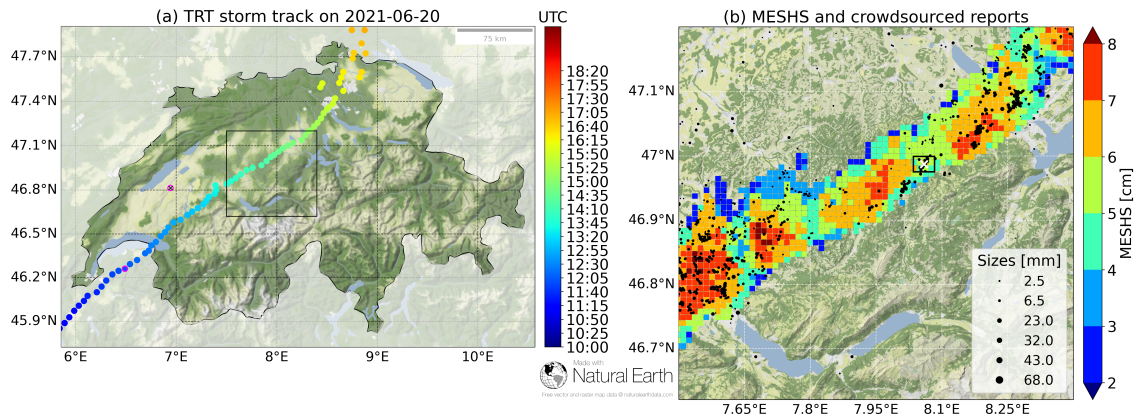 (a) TRT storm track on 2021-06-20
UTC
75 km
47.7°N
47.4°N
47.1°N
46.8°N
46.5°N
46.2°N
45.9°N
6°E 7°E 8°E 9°E 10°E
18:20
17:55
17:30
17:05
16:40
16:15
15:50
15:25
15:00
14:35
14:10
13:45
13:20
12:55
12:30
12:05
11:40
11:15
10:50
10:25
10:00
Made with
Natural Earth
Free vector and raster map data @ naturalearthdata.com
(b) MESHS and crowdsourced reports
47.1°N
47°N
46.9°N
46.8°N
46.7°N
7.65°E 7.8°E 7.95°E 8.1°E 8.25°E
Sizes [mm]
2.5
6.5
23.0
32.0
43.0
68.0
8
7
6
5
4
3
2
MESHS [cm]